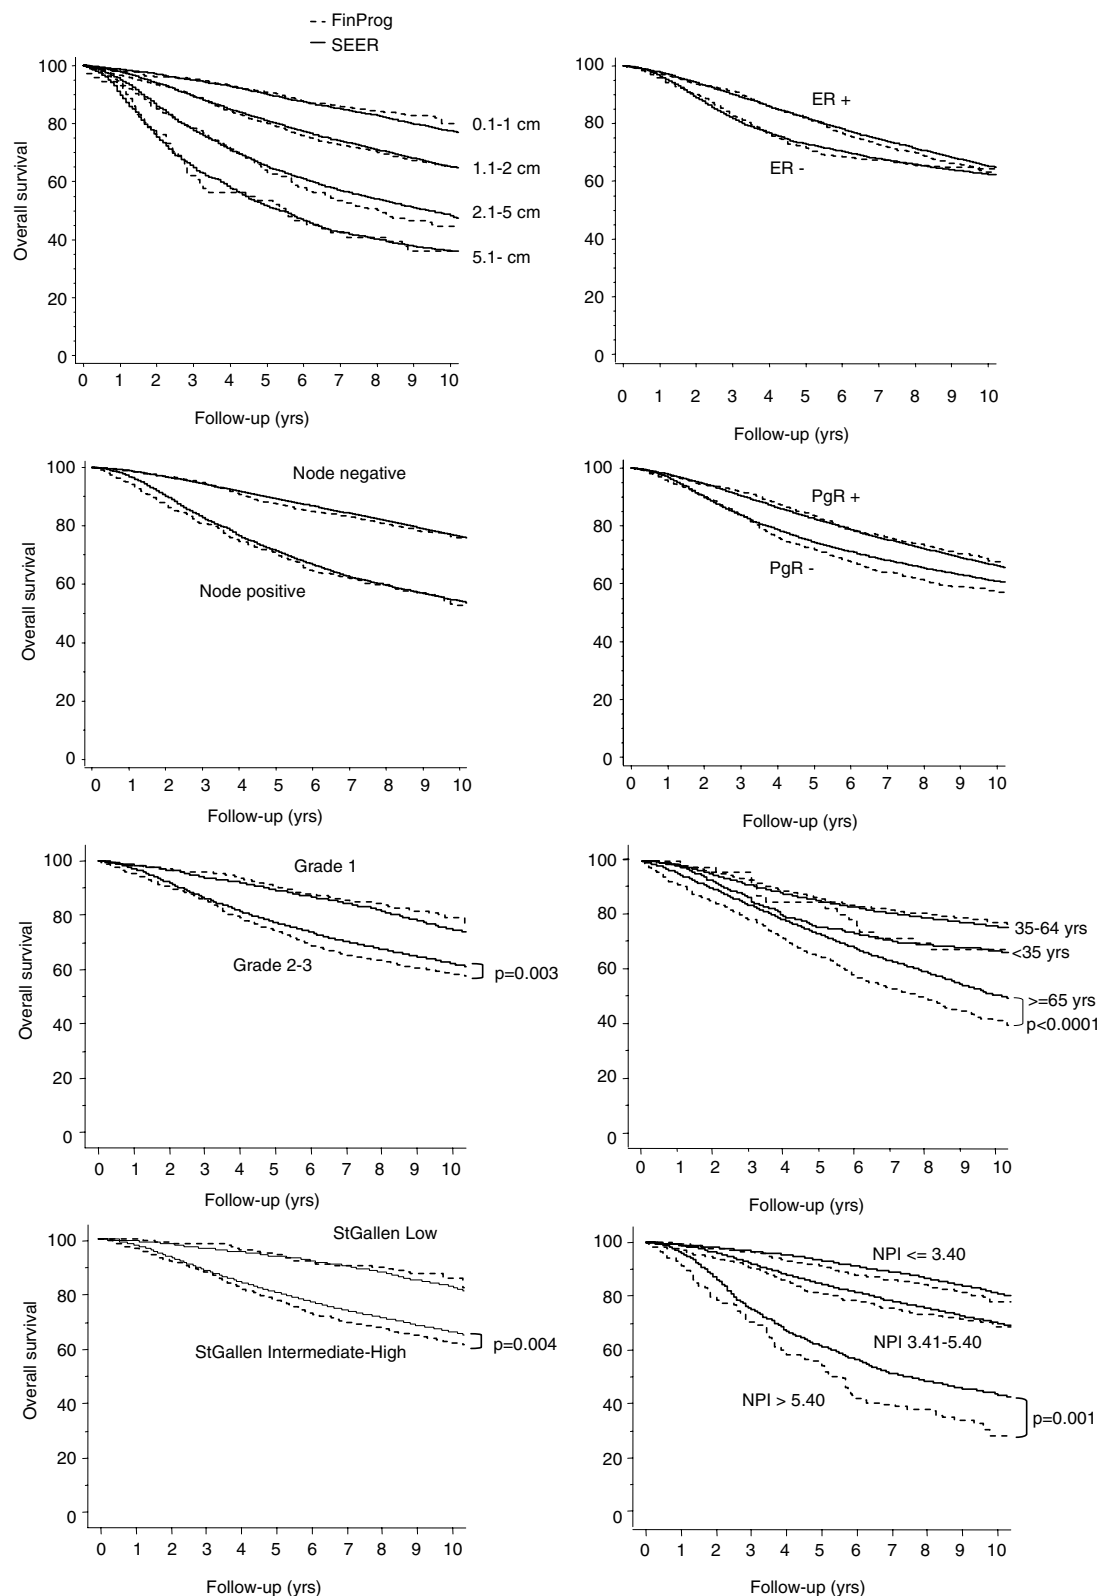 FinProg
SEER
100
80
60
40
20
0
Overall survival
0.1-1 cm
1.1-2 cm
2.1-5 cm
5.1- cm
0 1 2 3 4 5 6 7 8 9 10
Follow-up (yrs)
100
80
60
40
20
0
ER +
ER -
0 1 2 3 4 5 6 7 8 9 10
Follow-up (yrs)
100
80
60
40
20
0
Overall survival
Node negative
Node positive
0 1 2 3 4 5 6 7 8 9 10
Follow-up (yrs)
100
80
60
40
20
0
PgR +
PgR -
0 1 2 3 4 5 6 7 8 9 10
Follow-up (yrs)
100
80
60
40
20
0
Overall survival
Grade 1
Grade 2-3
p=0.003
0 1 2 3 4 5 6 7 8 9 10
Follow-up (yrs)
100
80
60
40
20
0
35-64 yrs
<35 yrs
>=65 yrs
p<0.0001
0 1 2 3 4 5 6 7 8 9 10
Follow-up (yrs)
100
80
60
40
20
0
Overall survival
StGallen Low
StGallen Intermediate-High
p=0.004
0 1 2 3 4 5 6 7 8 9 10
Follow-up (yrs)
100
80
60
40
20
0
NPI <= 3.40
NPI 3.41-5.40
NPI > 5.40
p=0.001
0 1 2 3 4 5 6 7 8 9 10
Follow-up (yrs)